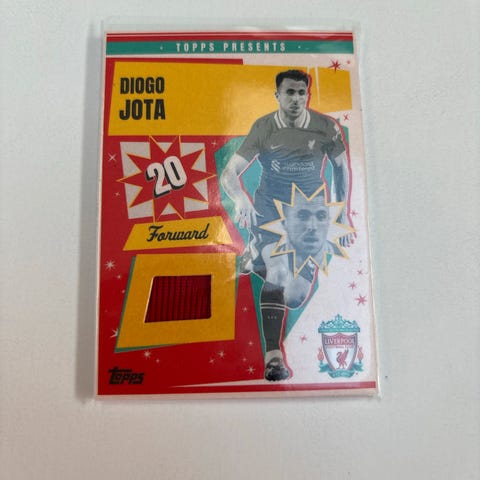 TOPPS PRESENTS
DIOGO
JOTA
20
Forward
LIVERPOOL
topps